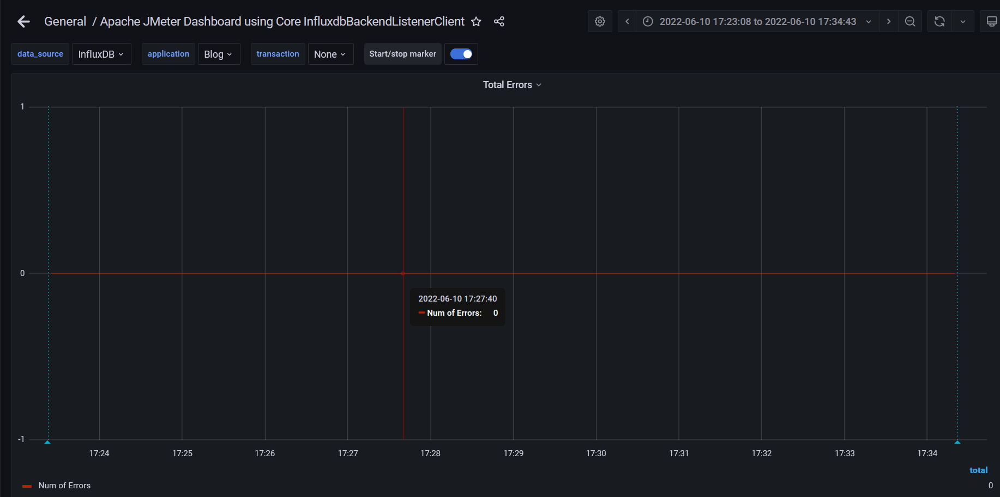 General / Apache JMeter Dashboard using Core InfluxdbBackendListenerClient
2022-06-10 17:23:08 to 2022-06-10 17:34:43
data_source InfluxDB application Blog transaction None Start/stop marker
Total Errors
1
0
2022-06-10 17:27:40
Num of Errors: 0
-1
17:24 17:25 17:26 17:27 17:28 17:29 17:30 17:31 17:32 17:33 17:34
total
Num of Errors 0